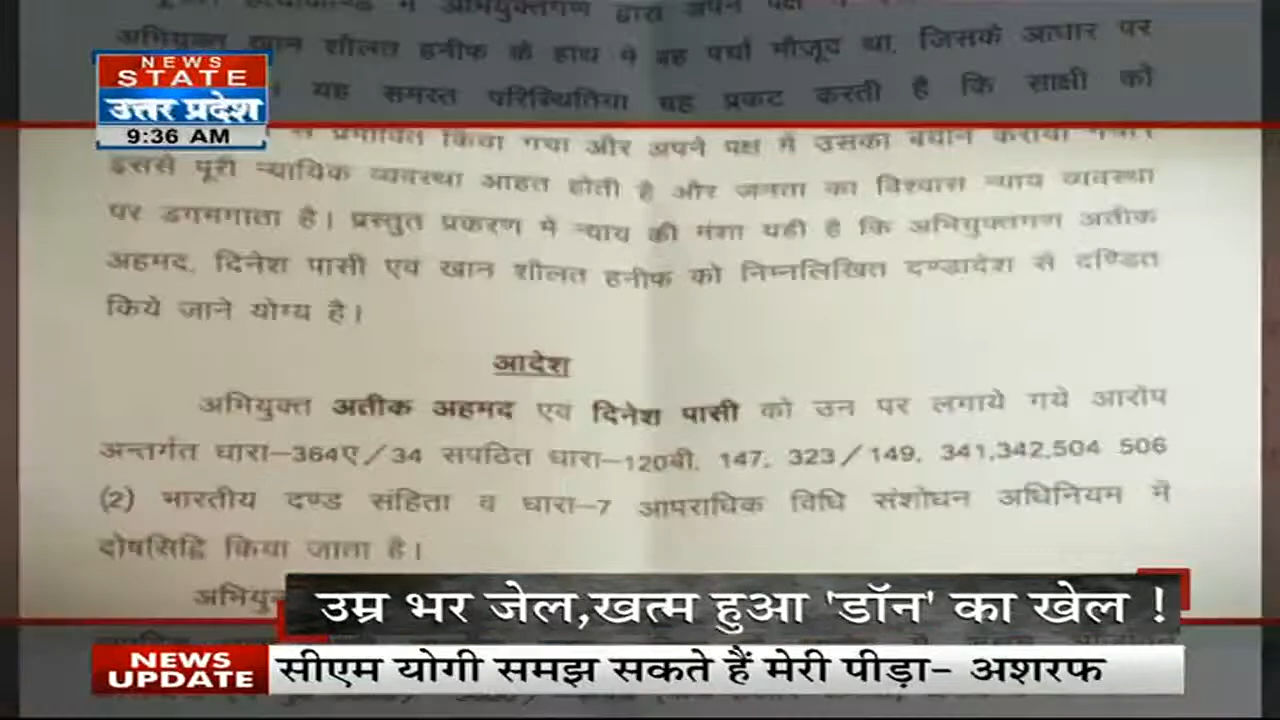 अभियुक्त खान शौलत हनीफ के हाथ मे वह पर्चा मौजूद था, जिसके आधार पर
यह समस्त परिस्थितिया यह प्रकट करती है कि साक्षी को
प्रभावित किया गया और अपने पक्ष में उसका बयान कराया गया।
इससे पूरी न्यायिक व्यवस्था आहत होती है और जनता का विश्वास न्याय व्यवस्था
पर डगमगाता है। प्रस्तुत प्रकरण मे न्याय की मंशा यही है कि अभियुक्तगण अतीक
अहमद, दिनेश पासी एवं खान शौलत हनीफ को निम्नलिखित दण्डादेश से दण्डित
किये जाने योग्य है।
आदेश
अभियुक्त अतीक अहमद एवं दिनेश पासी को उन पर लगाये गये आरोप
अन्तर्गत धारा-364ए/34 सपठित धारा-120बी, 147, 323/149, 341,342,504 506
(2) भारतीय दण्ड संहिता व धारा-7 आपराधिक विधि संशोधन अधिनियम में
दोषसिद्धि किया जाता है।
NEWS
STATE
उत्तर प्रदेश
9:36 AM
उम्र भर जेल,खत्म हुआ 'डॉन' का खेल !
NEWS
UPDATE
सीएम योगी समझ सकते हैं मेरी पीड़ा- अशरफ